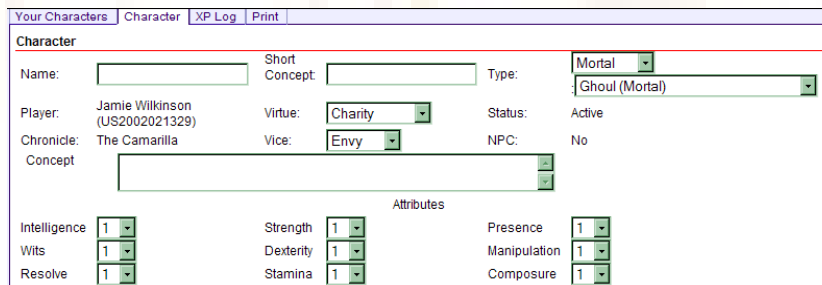 Your Characters Character XP Log Print
Character
Name: Short Concept: Type: Mortal
: Ghoul (Mortal)
Player: Jamie Wilkinson (US2002021329) Virtue: Charity Status: Active
Chronicle: The Camarilla Vice: Envy NPC: No
Concept
Attributes
Intelligence 1 Strength 1 Presence 1
Wits 1 Dexterity 1 Manipulation 1
Resolve 1 Stamina 1 Composure 1